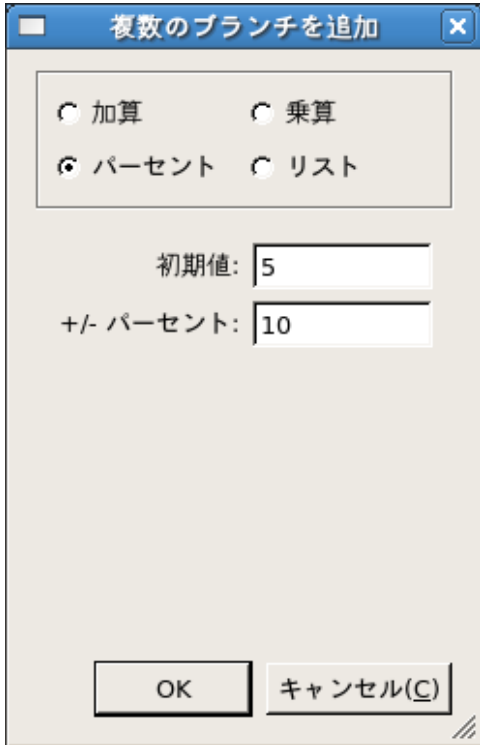 複数のブランチを追加
加算 乗算
パーセント リスト
初期値: 5
+/- パーセント: 10
OK キャンセル(C)